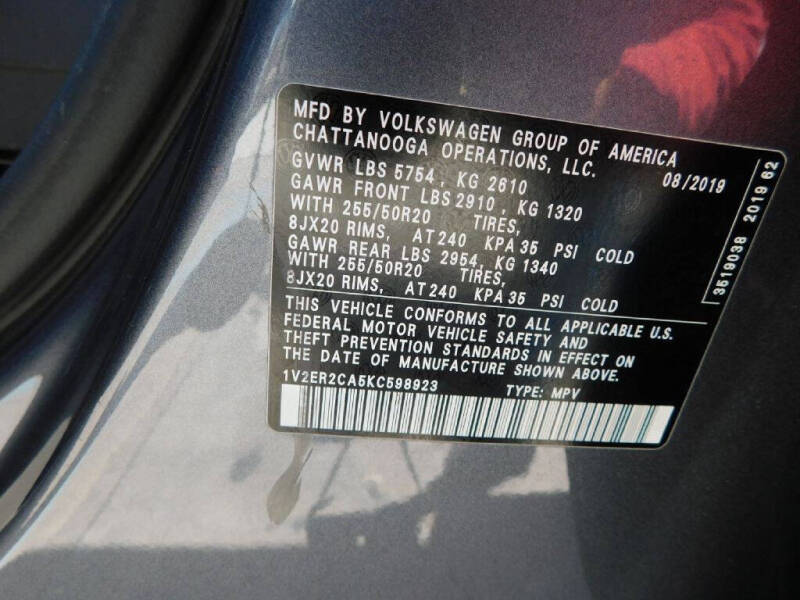 MFD BY VOLKSWAGEN GROUP OF AMERICA
CHATTANOOGA OPERATIONS, LLC.
08/2019
GVWR LBS 5754, KG 2610
GAWR FRONT LBS 2910, KG 1320
WITH 255/50R20 TIRES,
8JX20 RIMS, AT 240 KPA 35 PSI COLD
GAWR REAR LBS 2954, KG 1340
WITH 255/50R20 TIRES,
8JX20 RIMS, AT 240 KPA 35 PSI COLD
THIS VEHICLE CONFORMS TO ALL APPLICABLE U.S.
FEDERAL MOTOR VEHICLE SAFETY AND
THEFT PREVENTION STANDARDS IN EFFECT ON
THE DATE OF MANUFACTURE SHOWN ABOVE.
1V2ER2CA5KC598923 TYPE: MPV
3519038 2019 62